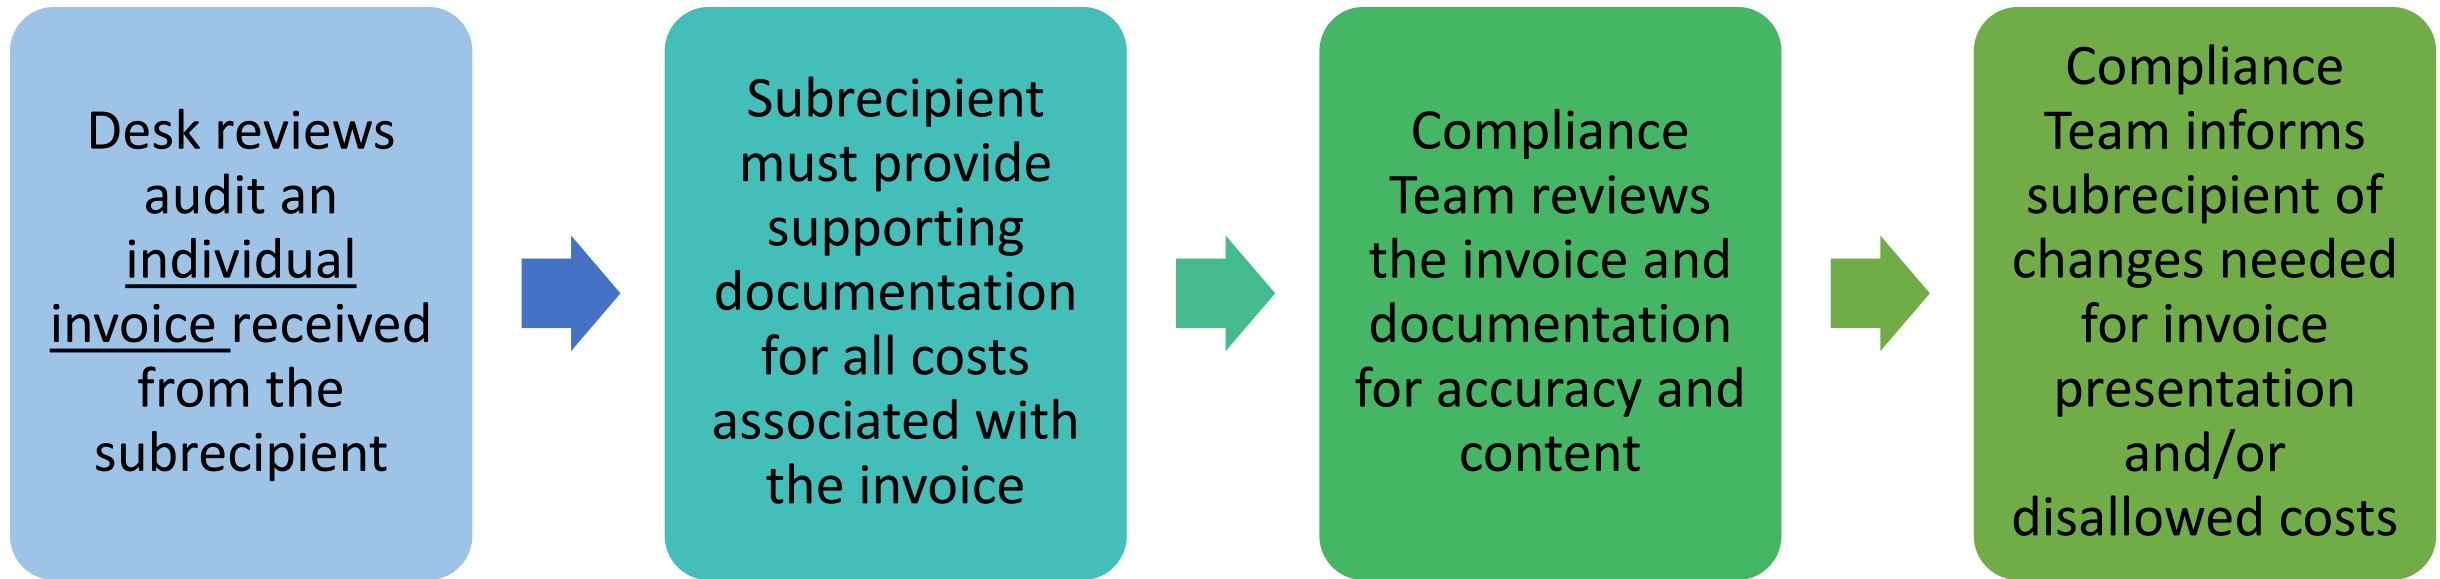 Desk reviews
audit an
individual
invoice received
from the
subrecipient
Subrecipient
must provide
supporting
documentation
for all costs
associated with
the invoice
Compliance
Team reviews
the invoice and
documentation
for accuracy and
content
Compliance
Team informs
subrecipient of
changes needed
for invoice
presentation
and/or
disallowed costs